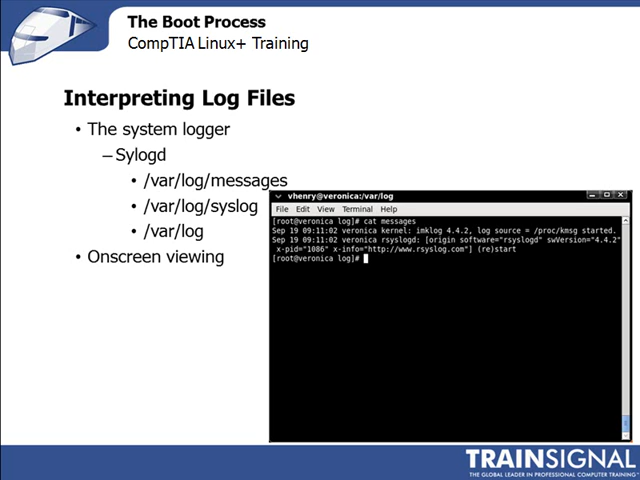 The Boot Process
CompTIA Linux+ Training
Interpreting Log Files
• The system logger
– Sylogd
• /var/log/messages
• /var/log/syslog
• /var/log
• Onscreen viewing
vhenry@veronica:/var/log
File Edit View Terminal Help
[root@veronica log]# cat messages
Sep 19 09:11:02 veronica kernel: imklog 4.4.2, log source = /proc/kmsg started.
Sep 19 09:11:02 veronica rsyslogd: [origin software="rsyslogd" swVersion="4.4.2"
x-pid="1086" x-info="http://www.rsyslog.com"] (re)start
[root@veronica log]#
TRAINSIGNAL
THE GLOBAL LEADER IN PROFESSIONAL COMPUTER TRAINING